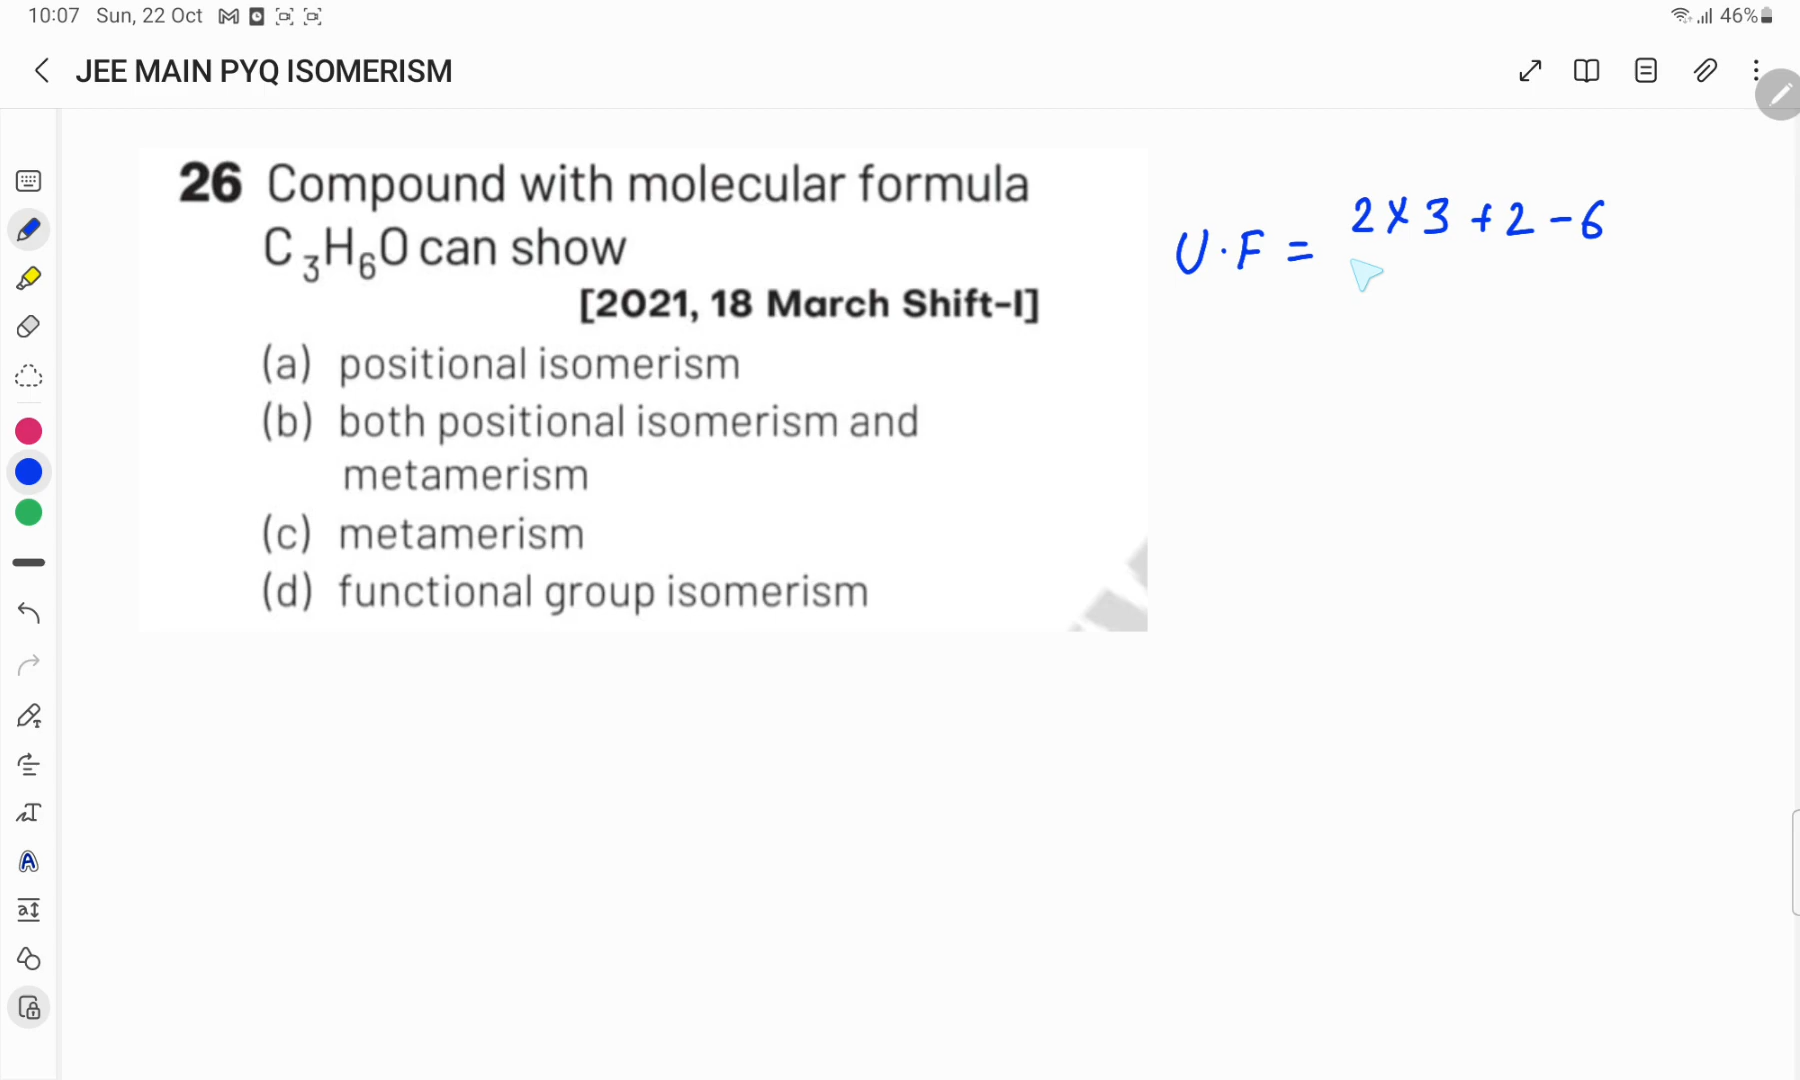 10:07 Sun, 22 Oct
46%
JEE MAIN PYQ ISOMERISM
26 Compound with molecular formula
C₃H₆O can show
[2021, 18 March Shift-I]
(a) positional isomerism
(b) both positional isomerism and
metamerism
(c) metamerism
(d) functional group isomerism
U.F = 2×3+2-6